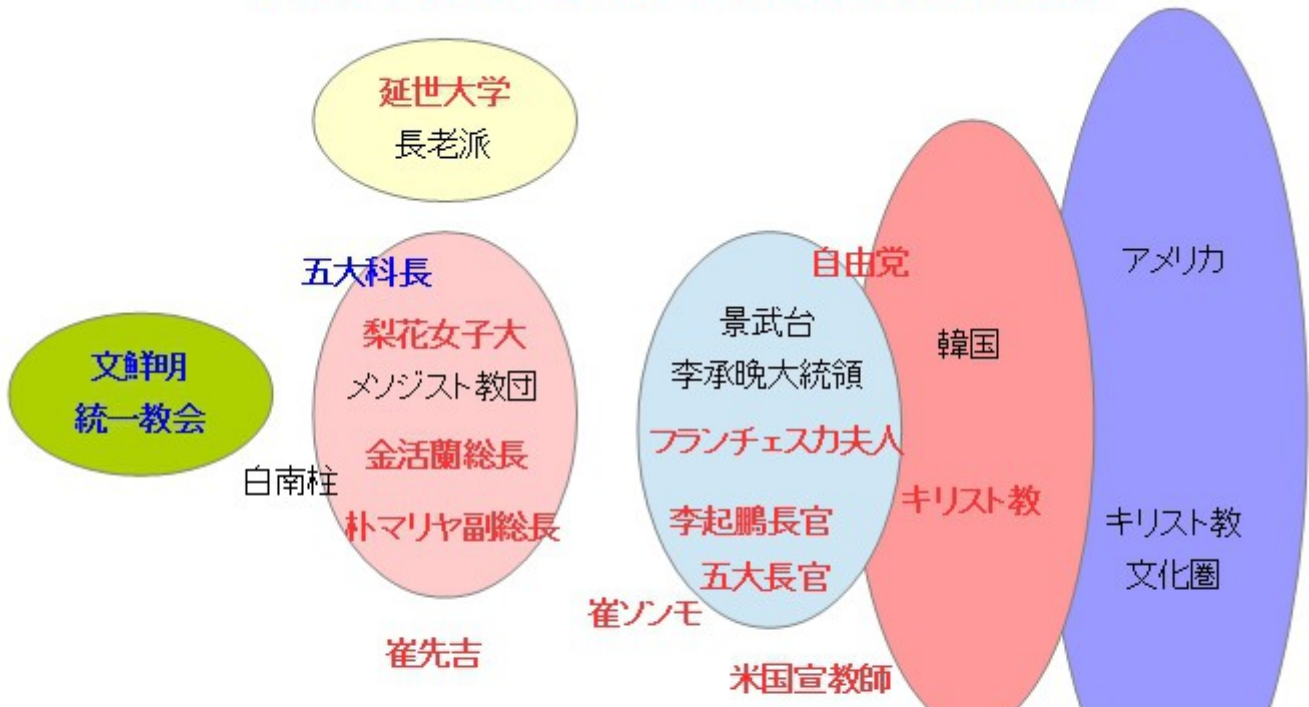 延世大学
長老派
五大科長
梨花女子大
メソジスト教団
金活蘭総長
朴マリヤ副総長
文鮮明
統一教会
白南柱
崔先吉
自由党
景武台
李承晩大統領
フランチェスカ夫人
李起鵬長官
五大長官
崔ソンモ
米国宣教師
韓国
キリスト教
アメリカ
キリスト教
文化圏